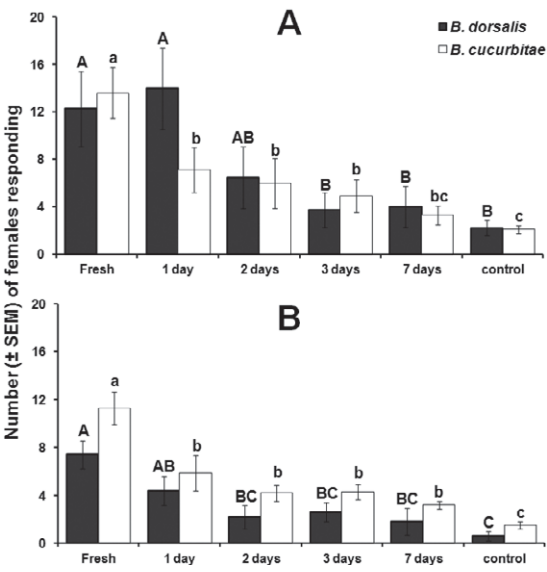 Number (± SEM) of females responding
A
B. dorsalis
B. cucurbitae
20
16
12
8
4
0
A a
A b
AB b
B b
B bc
B c
Fresh 1 day 2 days 3 days 7 days control
B
20
16
12
8
4
0
A a
AB b
BC b
BC b
BC b
C c
Fresh 1 day 2 days 3 days 7 days control